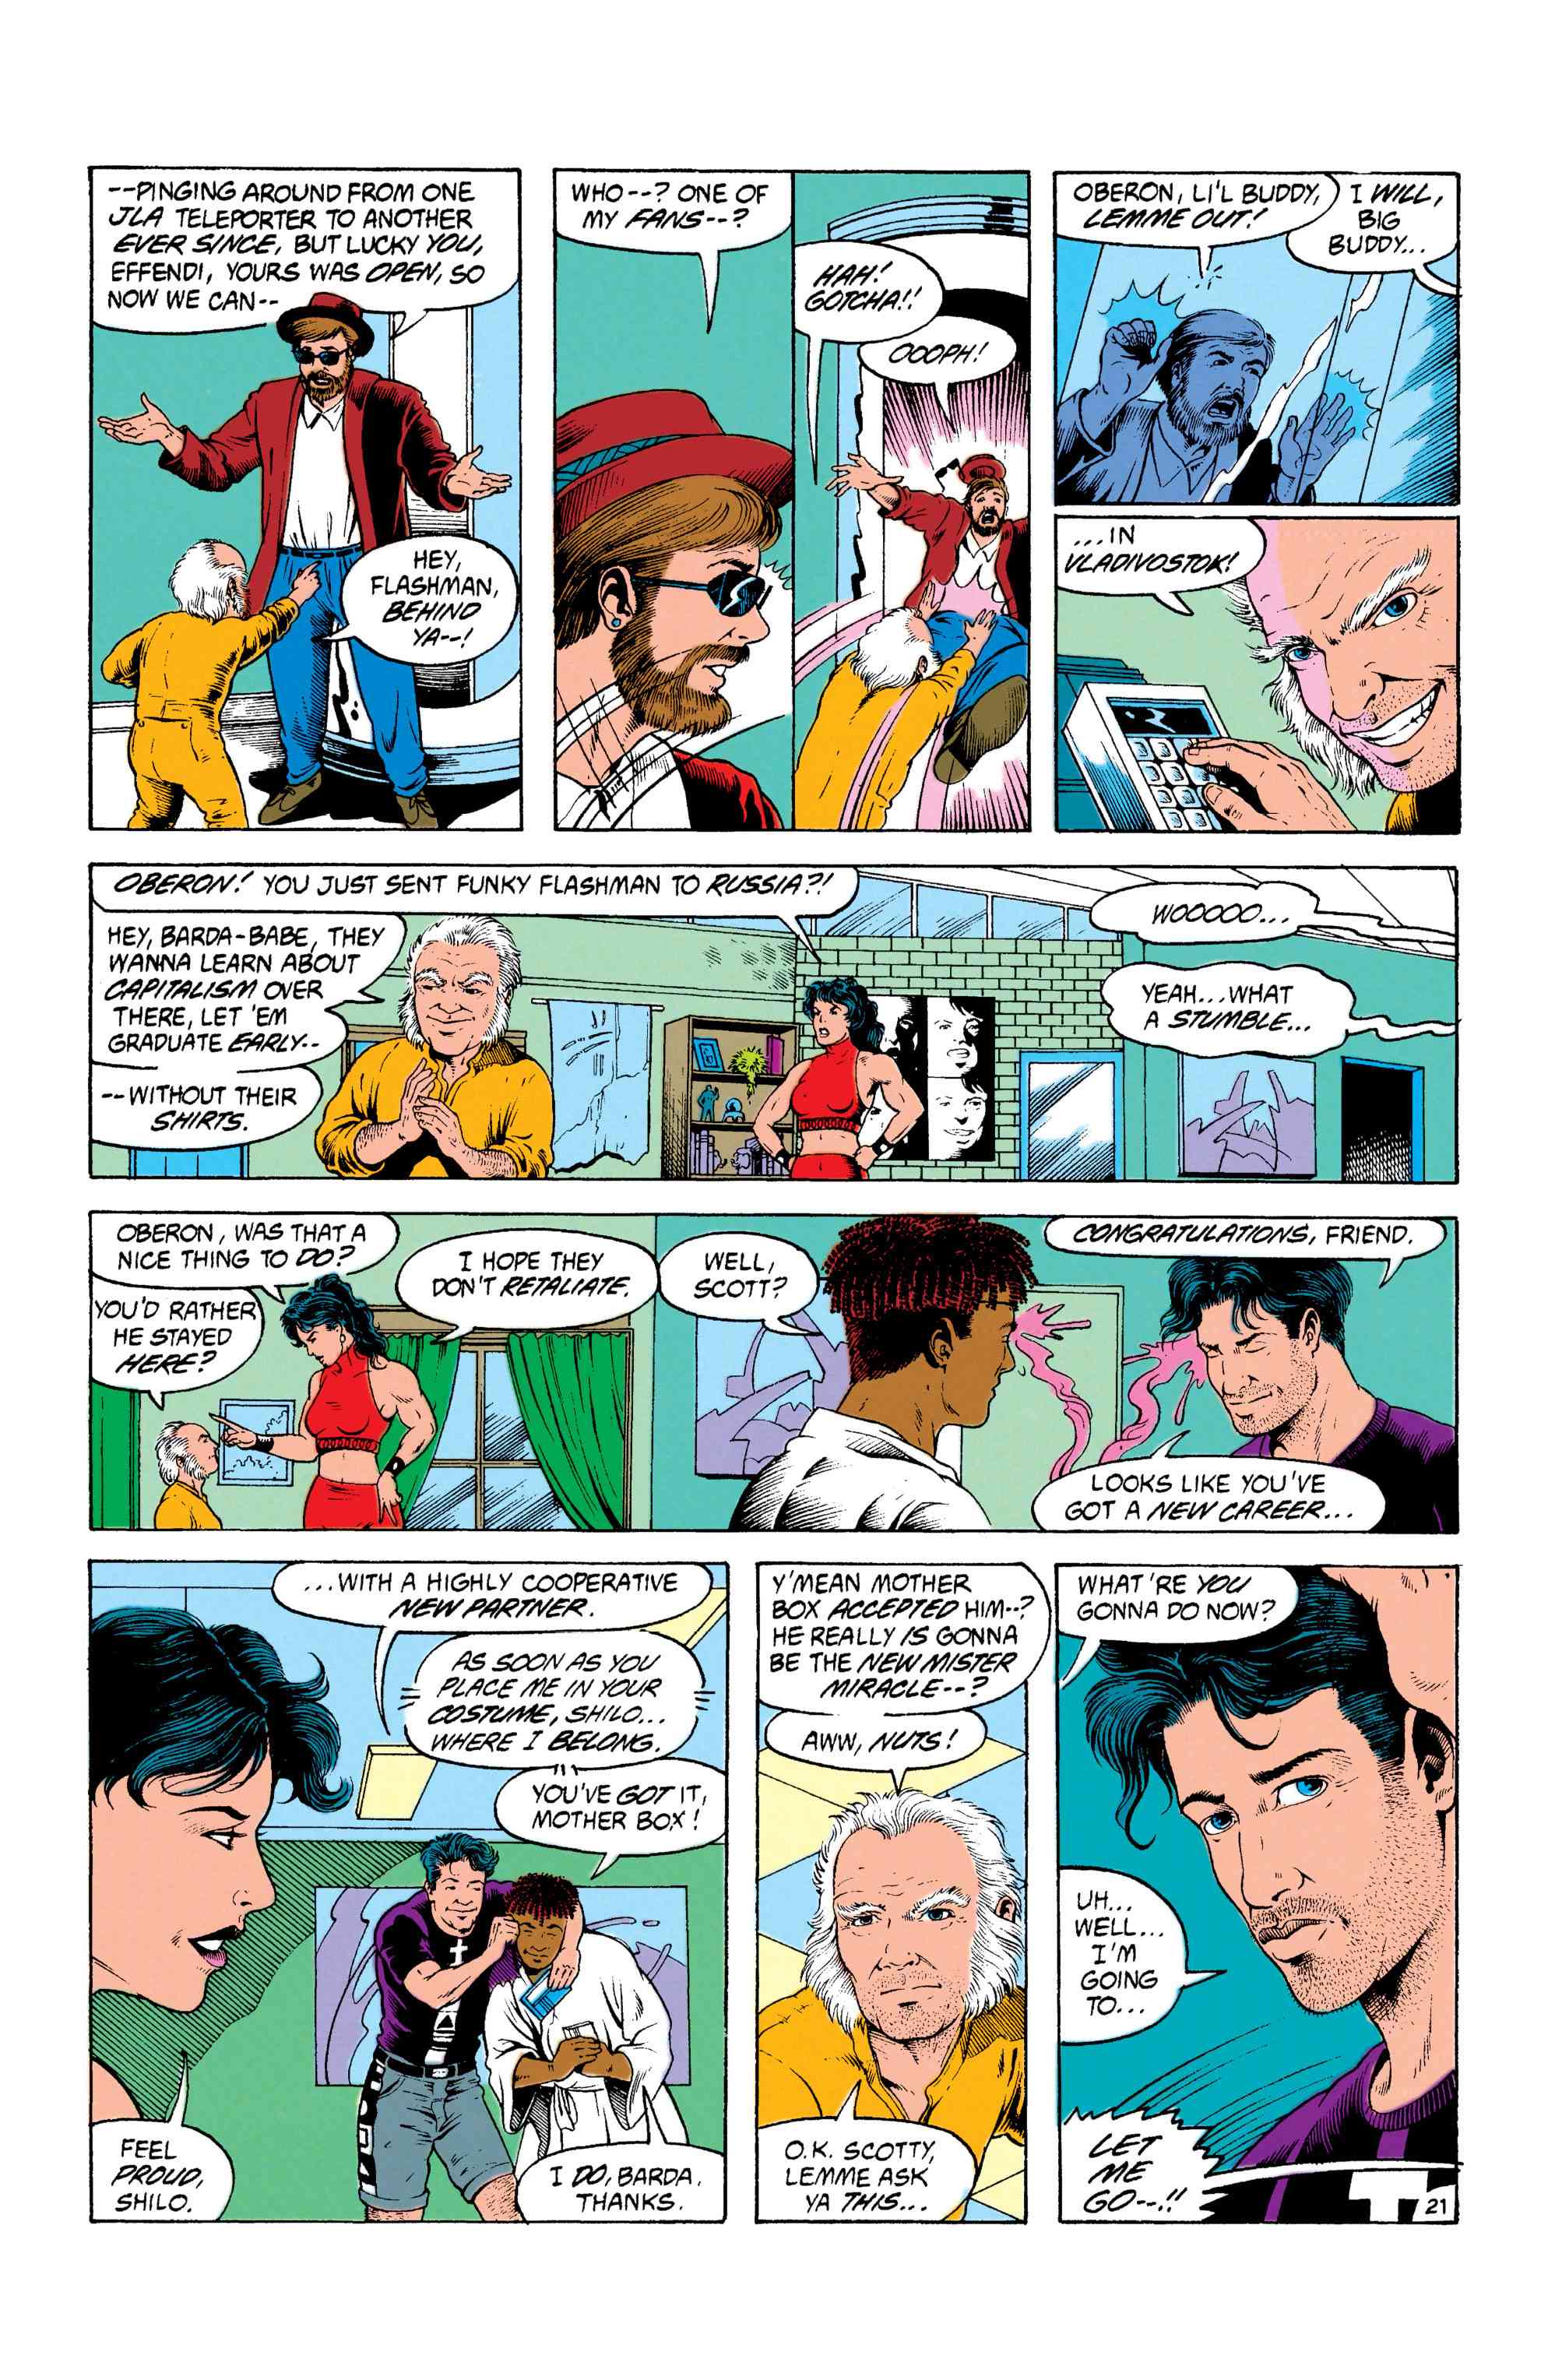 --PINGING AROUND FROM ONE
JLA TELEPORTER TO ANOTHER
EVER SINCE, BUT LUCKY YOU,
EFFENDI, YOURS WAS OPEN, SO
NOW WE CAN--
HEY,
FLASHMAN,
BEHIND
YA--!
WHO--? ONE OF
MY FANS--?
HAH!
GOTCHA!!
OOOPH!
OBERON, LI'L BUDDY,
LEMME OUT!
I WILL,
BIG
BUDDY...
...IN
VLADIVOSTOK!
OBERON! YOU JUST SENT FUNKY FLASHMAN TO RUSSIA?!
HEY, BARDA-BABE, THEY
WANNA LEARN ABOUT
CAPITALISM OVER
THERE, LET 'EM
GRADUATE EARLY--
--WITHOUT THEIR
SHIRTS.
WOOOOO...
YEAH...WHAT
A STUMBLE...
OBERON, WAS THAT A
NICE THING TO DO?
YOU'D RATHER
HE STAYED
HERE?
I HOPE THEY
DON'T RETALIATE.
WELL,
SCOTT?
CONGRATULATIONS, FRIEND.
LOOKS LIKE YOU'VE
GOT A NEW CAREER...
...WITH A HIGHLY COOPERATIVE
NEW PARTNER.
AS SOON AS YOU
PLACE ME IN YOUR
COSTUME, SHILO...
WHERE I BELONG.
YOU'VE GOT IT,
MOTHER BOX!
FEEL
PROUD,
SHILO.
I DO, BARDA.
THANKS.
Y'MEAN MOTHER
BOX ACCEPTED HIM--?
HE REALLY IS GONNA
BE THE NEW MISTER
MIRACLE--?
AWW, NUTS!
O.K. SCOTTY,
LEMME ASK
YA THIS...
WHAT'RE YOU
GONNA DO NOW?
UH...
WELL...
I'M
GOING
TO...
LET
ME
GO--!!
21